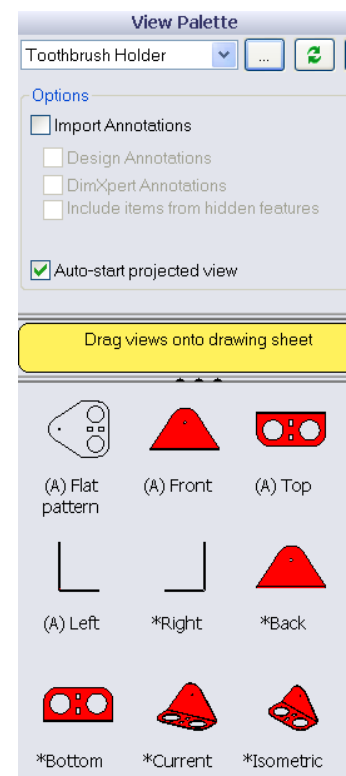 View Palette
Toothbrush Holder
...
Options
Import Annotations
Design Annotations
DimXpert Annotations
Include items from hidden features
Auto-start projected view
Drag views onto drawing sheet
(A) Flat pattern
(A) Front
(A) Top
(A) Left
*Right
*Back
*Bottom
*Current
*Isometric